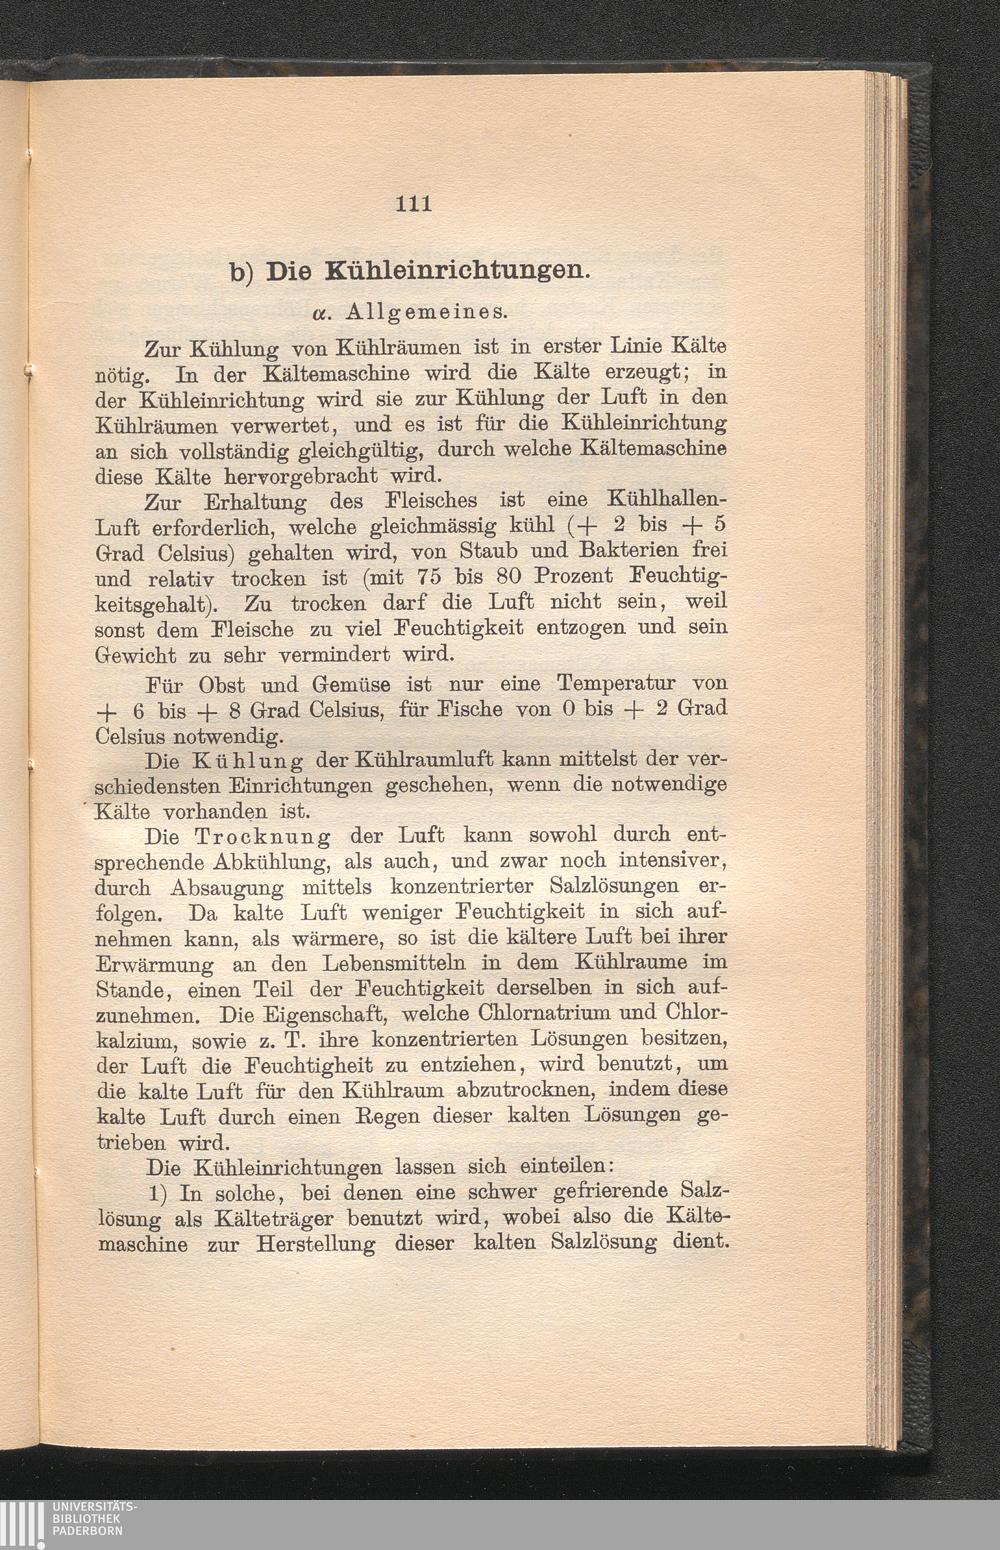 111
b) Die Kühleinrichtungen.
α. Allgemeines.
Zur Kühlung von Kühlräumen ist in erster Linie Kälte
nötig. In der Kältemaschine wird die Kälte erzeugt; in
der Kühleinrichtung wird sie zur Kühlung der Luft in den
Kühlräumen verwertet, und es ist für die Kühleinrichtung
an sich vollständig gleichgültig, durch welche Kältemaschine
diese Kälte hervorgebracht wird.
Zur Erhaltung des Fleisches ist eine Kühlhallen-
Luft erforderlich, welche gleichmässig kühl (+ 2 bis + 5
Grad Celsius) gehalten wird, von Staub und Bakterien frei
und relativ trocken ist (mit 75 bis 80 Prozent Feuchtig-
keitsgehalt). Zu trocken darf die Luft nicht sein, weil
sonst dem Fleische zu viel Feuchtigkeit entzogen und sein
Gewicht zu sehr vermindert wird.
Für Obst und Gemüse ist nur eine Temperatur von
+ 6 bis + 8 Grad Celsius, für Fische von 0 bis + 2 Grad
Celsius notwendig.
Die Kühlung der Kühlraumluft kann mittelst der ver-
schiedensten Einrichtungen geschehen, wenn die notwendige
Kälte vorhanden ist.
Die Trocknung der Luft kann sowohl durch ent-
sprechende Abkühlung, als auch, und zwar noch intensiver,
durch Absaugung mittels konzentrierter Salzlösungen er-
folgen. Da kalte Luft weniger Feuchtigkeit in sich auf-
nehmen kann, als wärmere, so ist die kältere Luft bei ihrer
Erwärmung an den Lebensmitteln in dem Kühlraume im
Stande, einen Teil der Feuchtigkeit derselben in sich auf-
zunehmen. Die Eigenschaft, welche Chlornatrium und Chlor-
kalzium, sowie z. T. ihre konzentrierten Lösungen besitzen,
der Luft die Feuchtigheit zu entziehen, wird benutzt, um
die kalte Luft für den Kühlraum abzutrocknen, indem diese
kalte Luft durch einen Regen dieser kalten Lösungen ge-
trieben wird.
Die Kühleinrichtungen lassen sich einteilen:
1) In solche, bei denen eine schwer gefrierende Salz-
lösung als Kälteträger benutzt wird, wobei also die Kälte-
maschine zur Herstellung dieser kalten Salzlösung dient.
UNIVERSITÄTS-
BIBLIOTHEK
PADERBORN